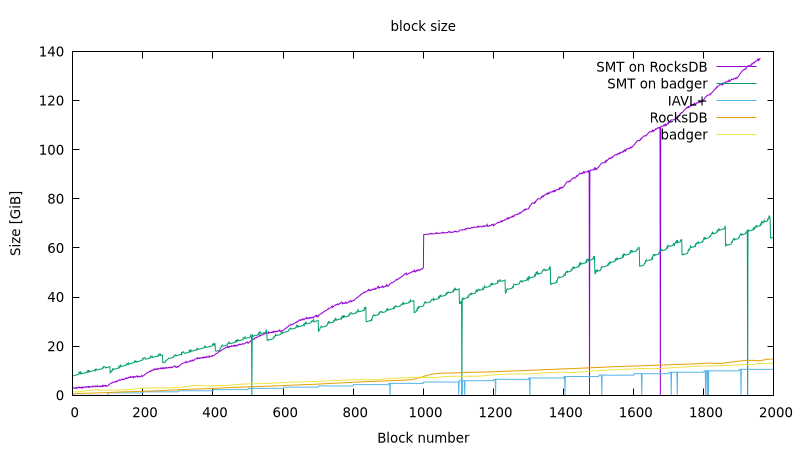 block size
140
120
100
80
60
40
20
0
Size [GiB]
SMT on RocksDB
SMT on badger
IAVL+
RocksDB
badger
0 200 400 600 800 1000 1200 1400 1600 1800 2000
Block number